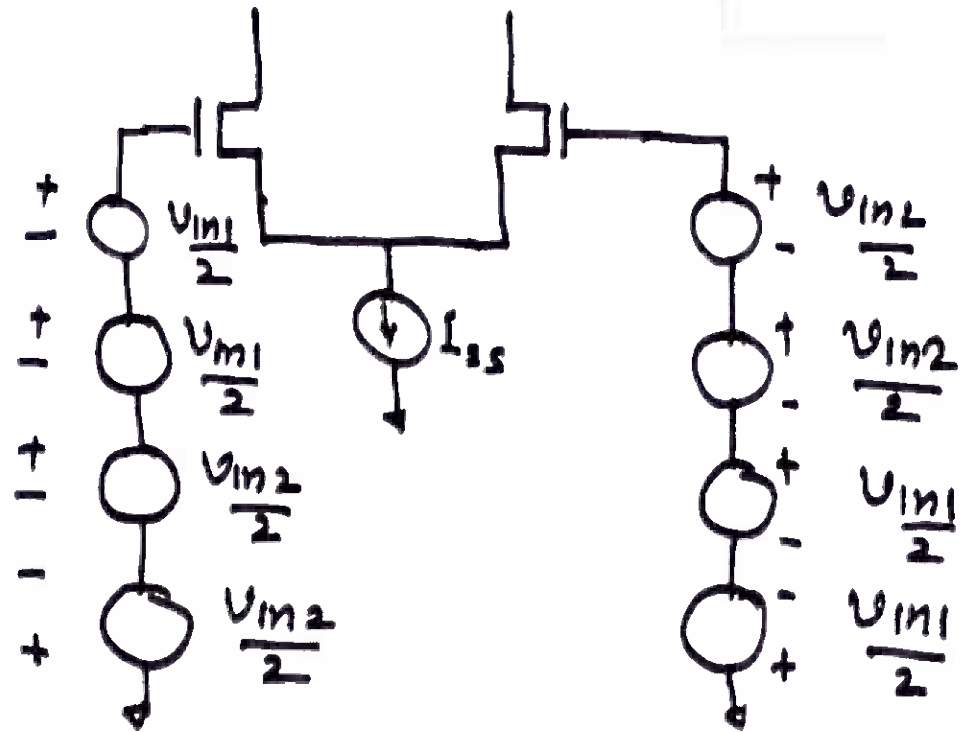 + - Vin1/2
+ - Vin1/2
+ - Vin2/2
- + Vin2/2
Iss
+ - Vin2/2
+ - Vin2/2
+ - Vin1/2
- + Vin1/2